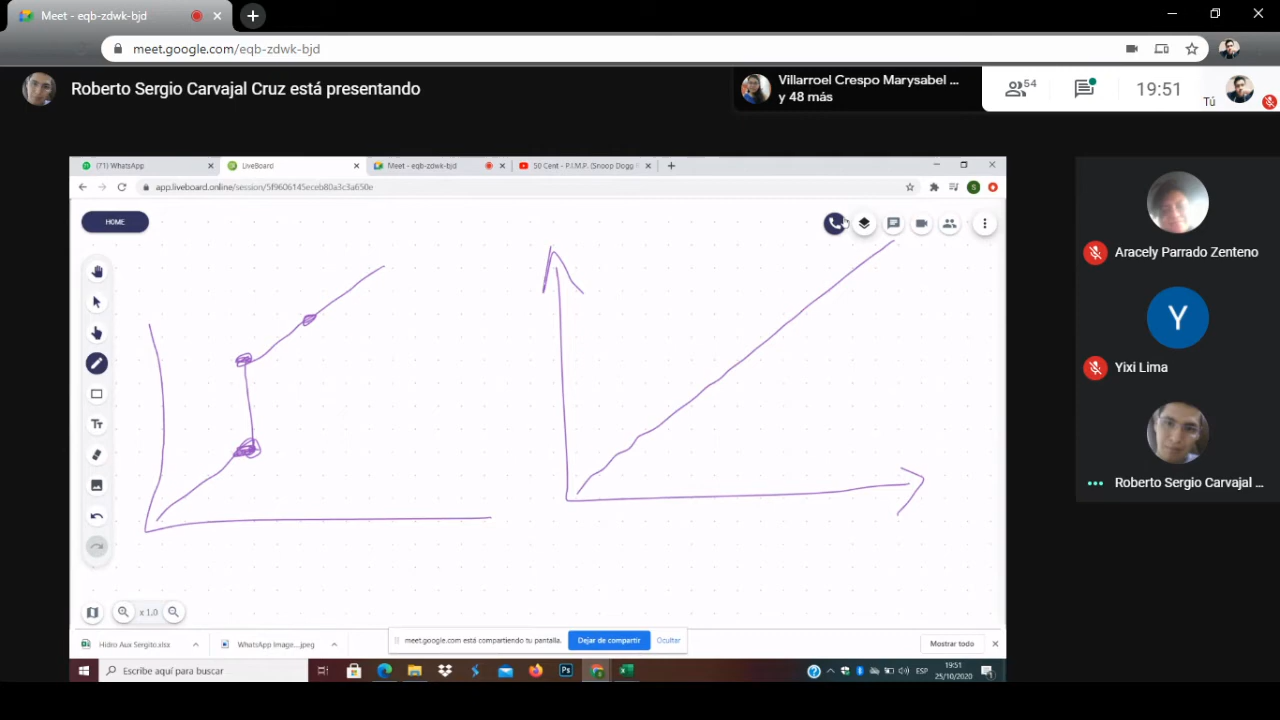 Meet - eqb-zdwk-bjd
meet.google.com/eqb-zdwk-bjd
Roberto Sergio Carvajal Cruz está presentando
Villarroel Crespo Marysabel ...
y 48 más
54
19:51
Tú
(71) WhatsApp
LiveBoard
Meet - eqb-zdwk-bjd
50 Cent - P.I.M.P. (Snoop Dogg R
app.liveboard.online/session/5f9606145eceb80a3c3a650e
S
HOME
Tт
x 1.0
Aracely Parrado Zenteno
Y
Yixi Lima
Roberto Sergio Carvajal ...
meet.google.com está compartiendo tu pantalla.
Dejar de compartir
Ocultar
Hidro Aux Sergito.xlsx
WhatsApp Image....jpeg
Mostrar todo
Escribe aquí para buscar
Ps
ESP
19:51
25/10/2020